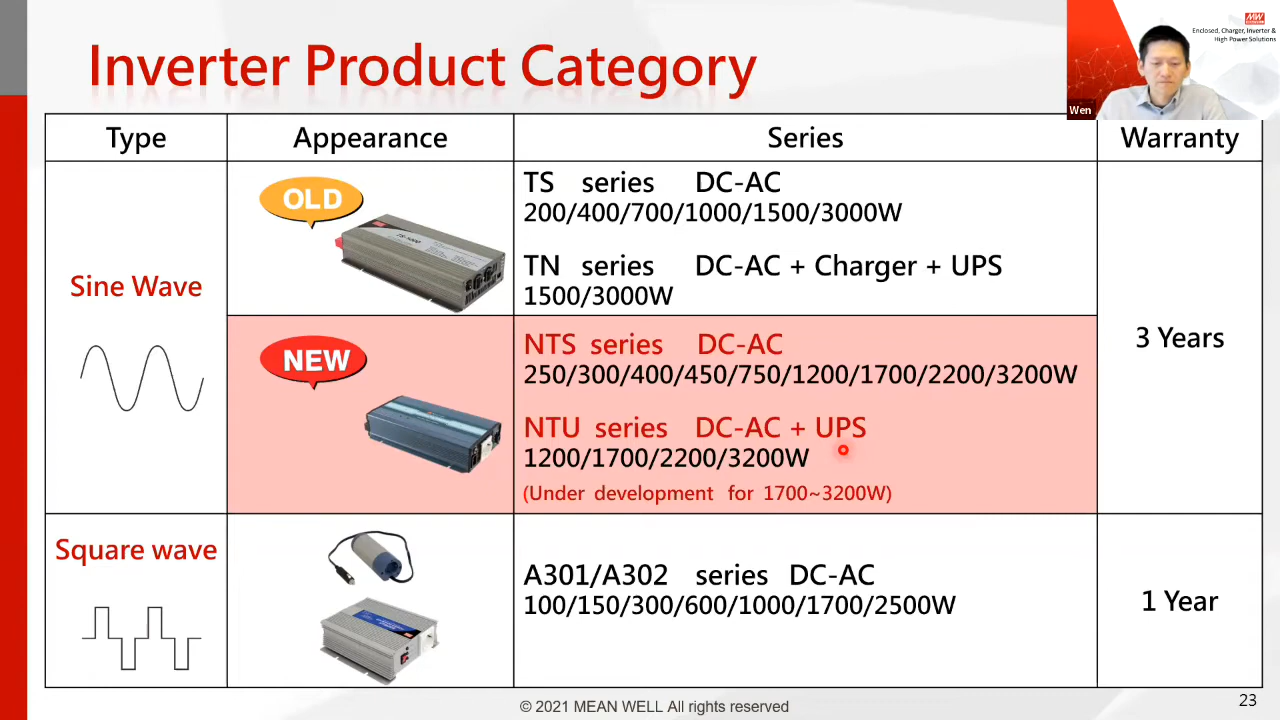 Inverter Product Category
MW
Enclosed, Charger, Inverter &
High Power Solutions
Wen
Type Appearance Series Warranty
Sine Wave
OLD
TS-3000
TS series DC-AC
200/400/700/1000/1500/3000W
TN series DC-AC + Charger + UPS
1500/3000W
NEW
NTS series DC-AC
250/300/400/450/750/1200/1700/2200/3200W
NTU series DC-AC + UPS
1200/1700/2200/3200W
(Under development for 1700~3200W)
3 Years
Square wave
A301/A302 series DC-AC
100/150/300/600/1000/1700/2500W
1 Year
© 2021 MEAN WELL All rights reserved
23